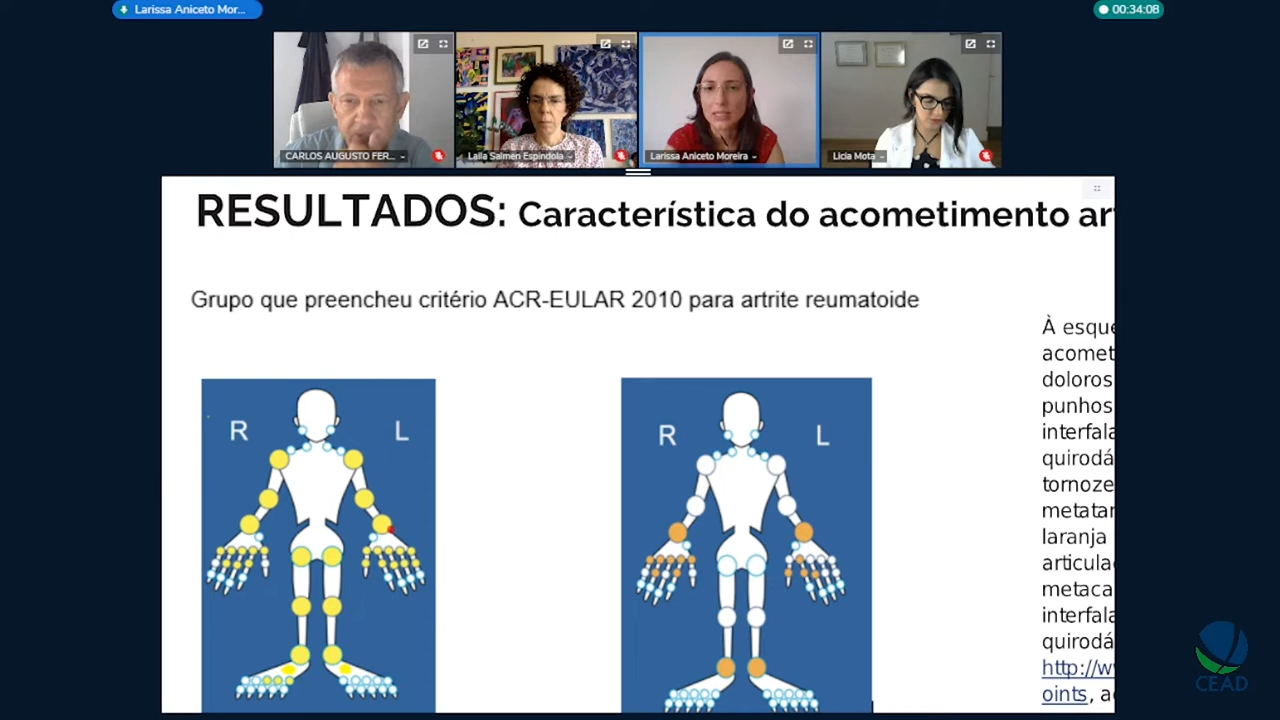 Larissa Aniceto Mor...
00:34:08
CARLOS AUGUSTO FER...
Laila Salmen Espindola
Larissa Aniceto Moreira
Licia Mota
RESULTADOS: Característica do acometimento ar
Grupo que preencheu critério ACR-EULAR 2010 para artrite reumatoide
R L
R L
À esque
acomet
doloros
punhos
interfala
quirodá
tornoze
metatar
laranja
articula
metaca
interfala
quirodá
http://w
oints, a
CEAD